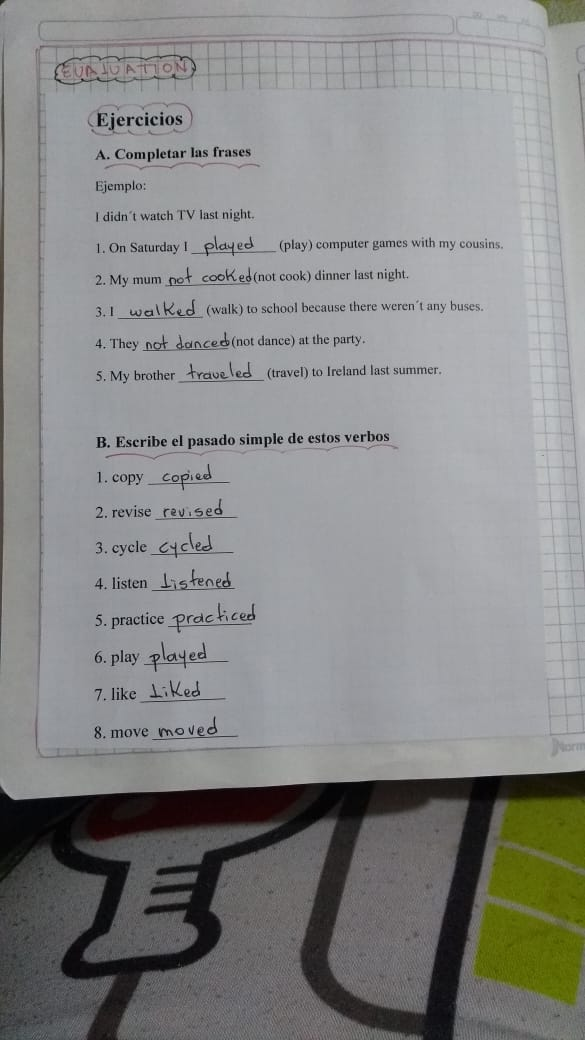 EVALUATION
Ejercicios
A. Completar las frases
Ejemplo:
I didn´t watch TV last night.
1. On Saturday I played (play) computer games with my cousins.
2. My mum not cooked (not cook) dinner last night.
3. I walked (walk) to school because there weren´t any buses.
4. They not danced (not dance) at the party.
5. My brother traveled (travel) to Ireland last summer.
B. Escribe el pasado simple de estos verbos
1. copy copied
2. revise revised
3. cycle cycled
4. listen Listened
5. practice practiced
6. play played
7. like Liked
8. move moved